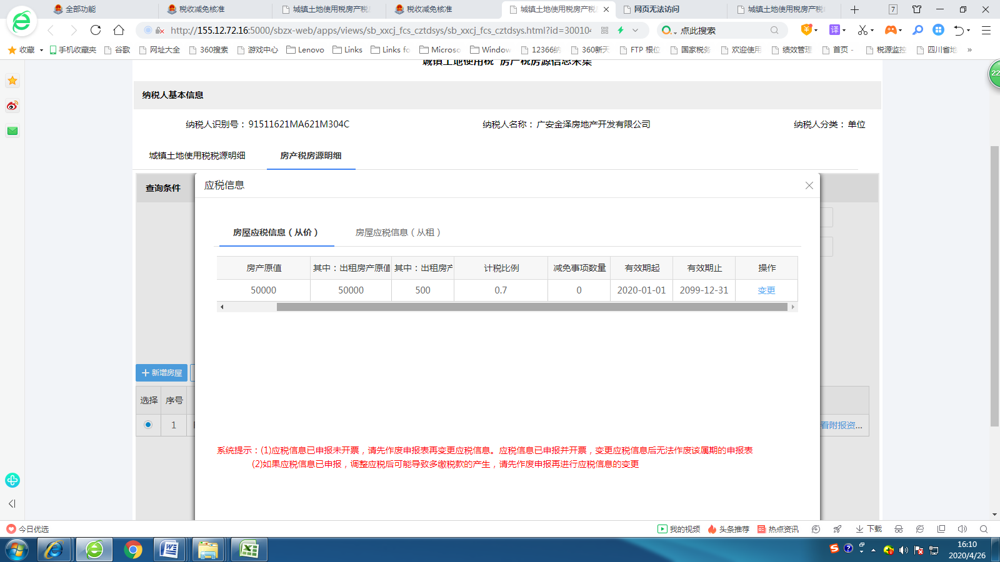 全部功能
税收减免核准
城镇土地使用税房产税
税收减免核准
城镇土地使用税房产税
网页无法访问
城镇土地使用税房产税
7
http://155.12.72.16:5000/sbzx-web/apps/views/sb_xxcj_fcs_cztdsys/sb_xxcj_fcs_cztdsys.html?id=30010
译
点此搜索
收藏
手机收藏夹
谷歌
网址大全
360搜索
游戏中心
Lenovo
Links
Links fo
Microso
Window
12366纳
360新天
FTP 根位
国家税务
欢迎使用
绩效管理
首页 -
税源监控
四川省地
»
城镇土地使用税 房产税房源信息采集
22
纳税人基本信息
纳税人识别号：91511621MA621M304C
纳税人名称：广安金泽房地产开发有限公司
纳税人分类：单位
城镇土地使用税税源明细
房产税房源明细
查询条件
应税信息
房屋应税信息（从价）
房屋应税信息（从租）
房产原值
其中：出租房产原值
其中：出租房产
计税比例
减免事项数量
有效期起
有效期止
操作
50000
50000
500
0.7
0
2020-01-01
2099-12-31
变更
新增房屋
选择
序号
1
看附报资...
系统提示：(1)应税信息已申报未开票，请先作废申报表再变更应税信息。应税信息已申报并开票，变更应税信息后无法作废该属期的申报表
(2)如果应税信息已申报，调整应税后可能导致多缴税款的产生，请先作废申报再进行应税信息的变更
今日优选
我的视频
头条推荐
热点资讯
下载
16:10
2020/4/26